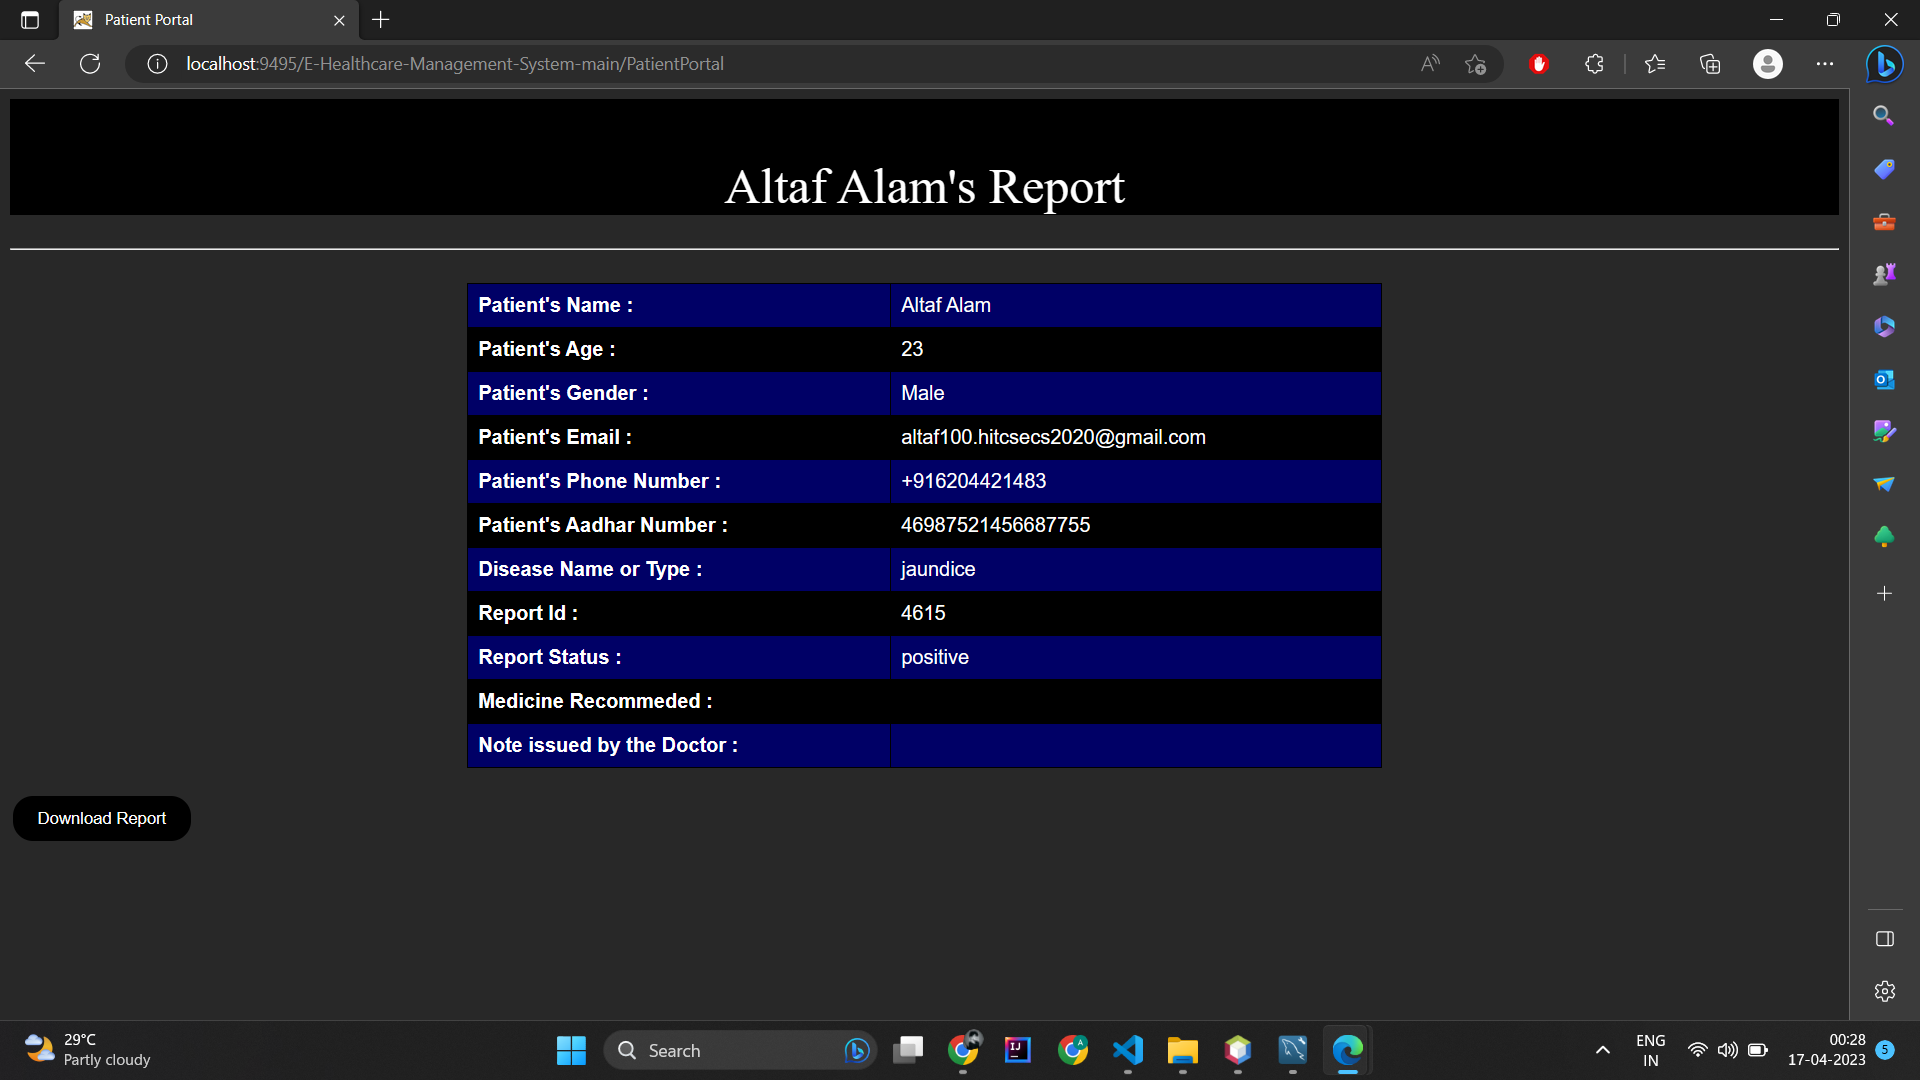 Patient Portal
localhost:9495/E-Healthcare-Management-System-main/PatientPortal
Altaf Alam's Report
Patient's Name : Altaf Alam
Patient's Age : 23
Patient's Gender : Male
Patient's Email : altaf100.hitcsecs2020@gmail.com
Patient's Phone Number : +916204421483
Patient's Aadhar Number : 46987521456687755
Disease Name or Type : jaundice
Report Id : 4615
Report Status : positive
Medicine Recommeded :
Note issued by the Doctor :
Download Report
29°C
Partly cloudy
Search
ENG
IN
00:28
17-04-2023
5